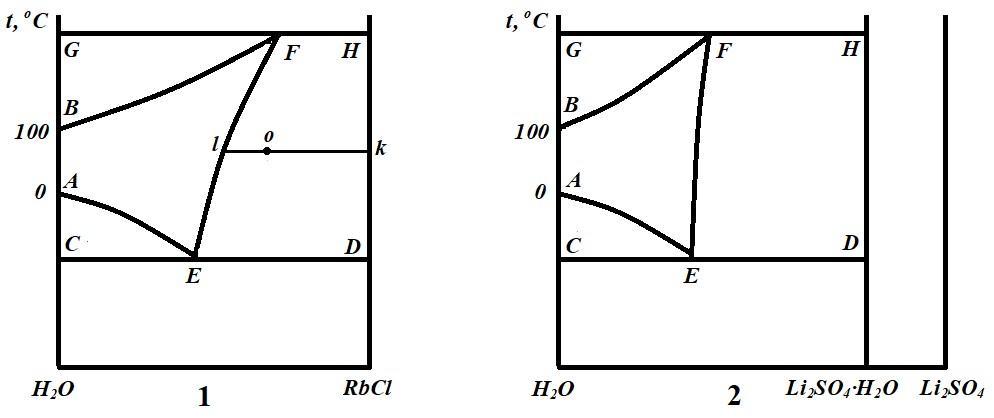 t, °C
G
F
H
B
100
l
o
k
0
A
C
D
E
H₂O
1
RbCl
t, °C
G
F
H
B
100
0
A
C
D
E
H₂O
2
Li₂SO₄·H₂O
Li₂SO₄